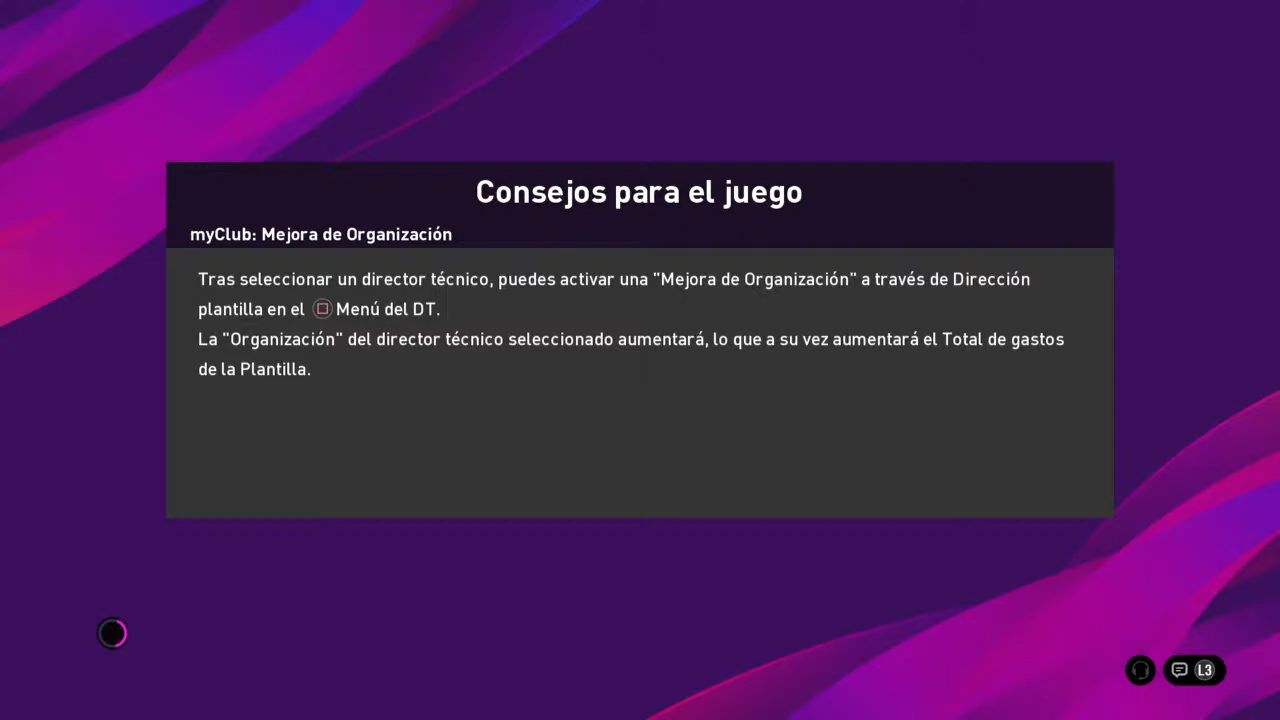 Consejos para el juego
myClub: Mejora de Organización
Tras seleccionar un director técnico, puedes activar una "Mejora de Organización" a través de Dirección
plantilla en el Menú del DT.
La "Organización" del director técnico seleccionado aumentará, lo que a su vez aumentará el Total de gastos
de la Plantilla.
L3